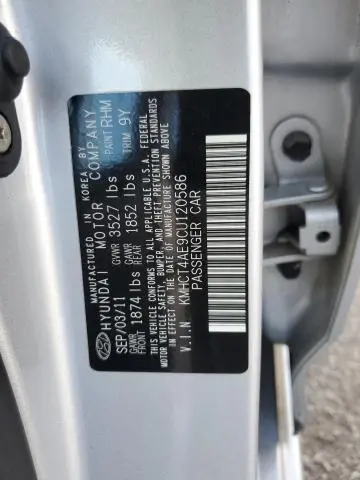 MANUFACTURED IN KOREA BY
HYUNDAI MOTOR COMPANY
SEP/03/11 GVWR 3527 lbs PAINT RHM
GAWR FRONT 1874 lbs GAWR REAR 1852 lbs TRIM 9Y
THIS VEHICLE CONFORMS TO ALL APPLICABLE U.S.A. FEDERAL
MOTOR VEHICLE SAFETY, BUMPER, AND THEFT PREVENTION
STANDARDS IN EFFECT ON THE DATE OF MANUFACTURE SHOWN ABOVE.
V.I.N KMHCT4AE9CU120586
PASSENGER CAR